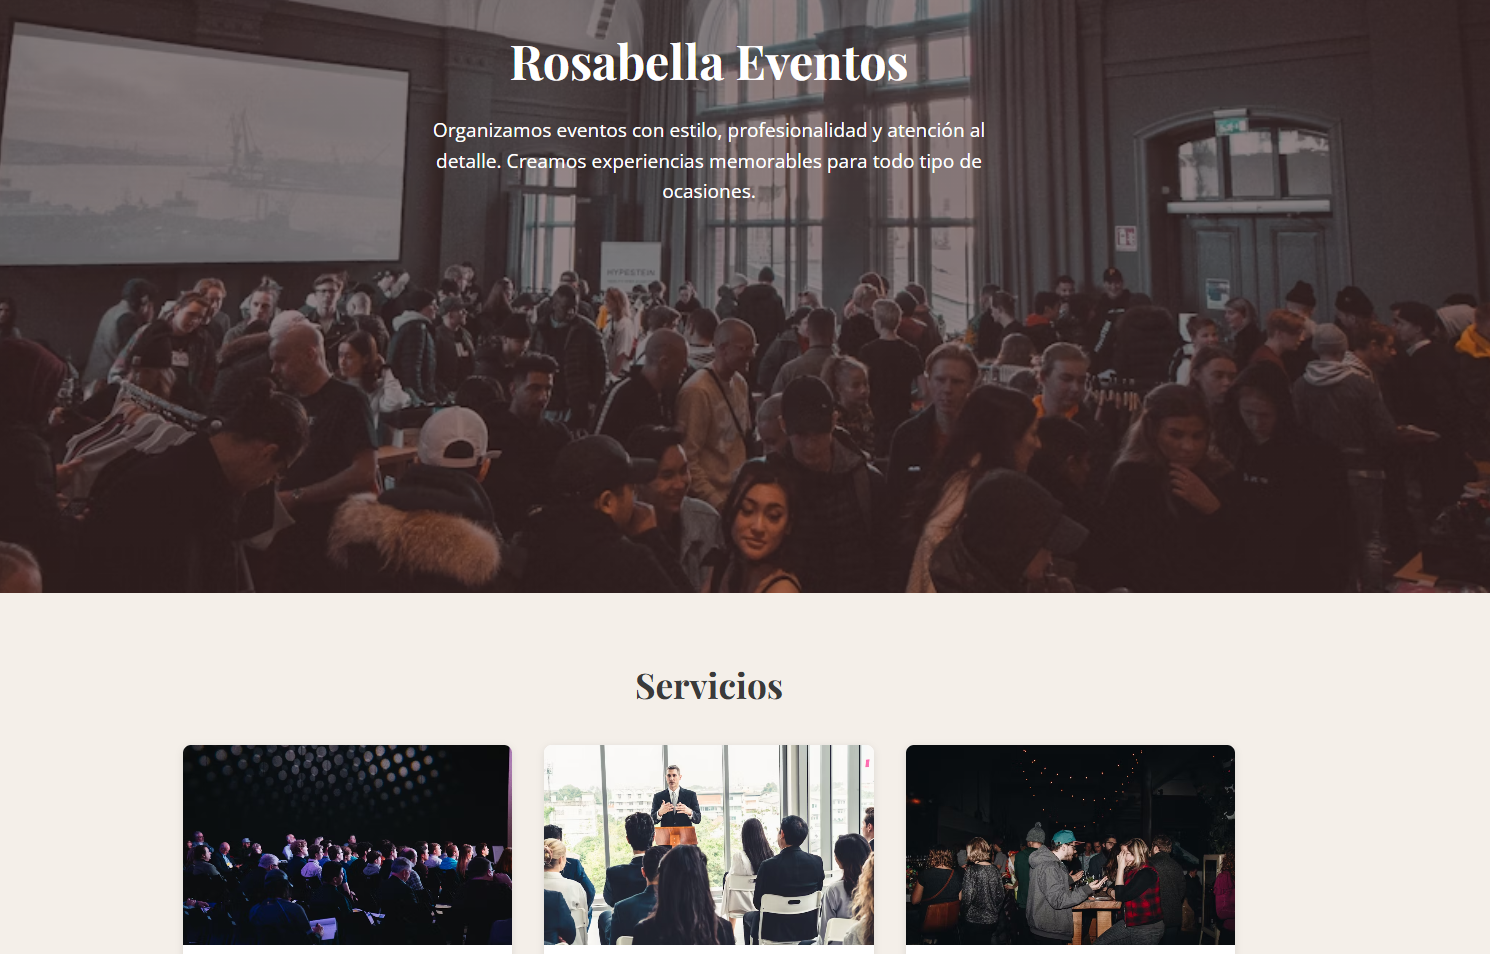 Rosabella Eventos
Organizamos eventos con estilo, profesionalidad y atención al
detalle. Creamos experiencias memorables para todo tipo de
ocasiones.
HYPESTEIN
Servicios